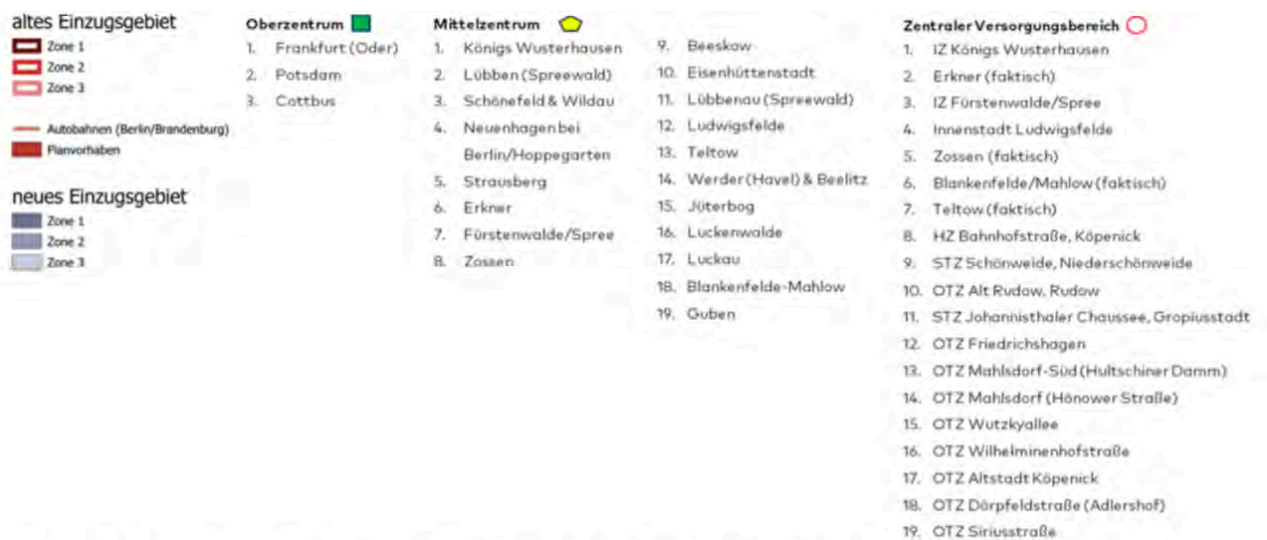 altes Einzugsgebiet
Zone 1
Zone 2
Zone 3
Autobahnen (Berlin/Brandenburg)
Planvorhaben
neues Einzugsgebiet
Zone 1
Zone 2
Zone 3
Oberzentrum
1. Frankfurt (Oder)
2. Potsdam
3. Cottbus
Mittelzentrum
1. Königs Wusterhausen
2. Lübben (Spreewald)
3. Schönefeld & Wildau
4. Neuenhagen bei
Berlin/Hoppegarten
5. Strausberg
6. Erkner
7. Fürstenwalde/Spree
8. Zossen
9. Beeskow
10. Eisenhüttenstadt
11. Lübbenau (Spreewald)
12. Ludwigsfelde
13. Teltow
14. Werder (Havel) & Beelitz
15. Jüterbog
16. Luckenwalde
17. Luckau
18. Blankenfelde-Mahlow
19. Guben
Zentraler Versorgungsbereich
1. IZ Königs Wusterhausen
2. Erkner (faktisch)
3. IZ Fürstenwalde/Spree
4. Innenstadt Ludwigsfelde
5. Zossen (faktisch)
6. Blankenfelde/Mahlow (faktisch)
7. Teltow (faktisch)
8. HZ Bahnhofstraße, Köpenick
9. STZ Schönweide, Niederschönweide
10. OTZ Alt Rudow, Rudow
11. STZ Johannisthaler Chaussee, Gropiusstadt
12. OTZ Friedrichshagen
13. OTZ Mahlsdorf-Süd (Hultschiner Damm)
14. OTZ Mahlsdorf (Hönower Straße)
15. OTZ Wutzkyallee
16. OTZ Wilhelminenhofstraße
17. OTZ Altstadt Köpenick
18. OTZ Dörpfeldstraße (Adlershof)
19. OTZ Siriusstraße